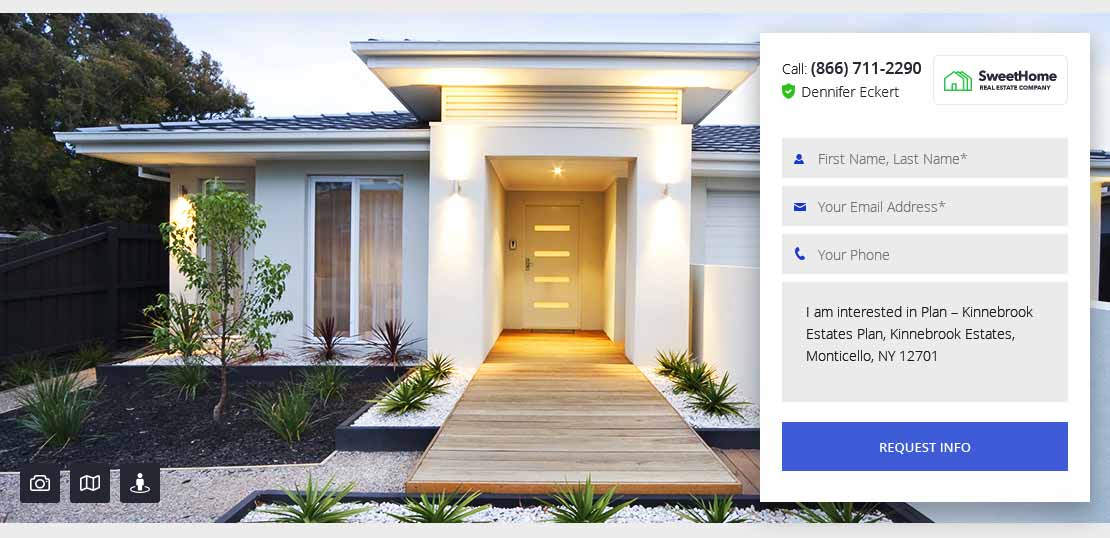 Call: (866) 711-2290
Dennifer Eckert
SweetHome
REAL ESTATE COMPANY
First Name, Last Name*
Your Email Address*
Your Phone
I am interested in Plan – Kinnebrook
Estates Plan, Kinnebrook Estates,
Monticello, NY 12701
REQUEST INFO